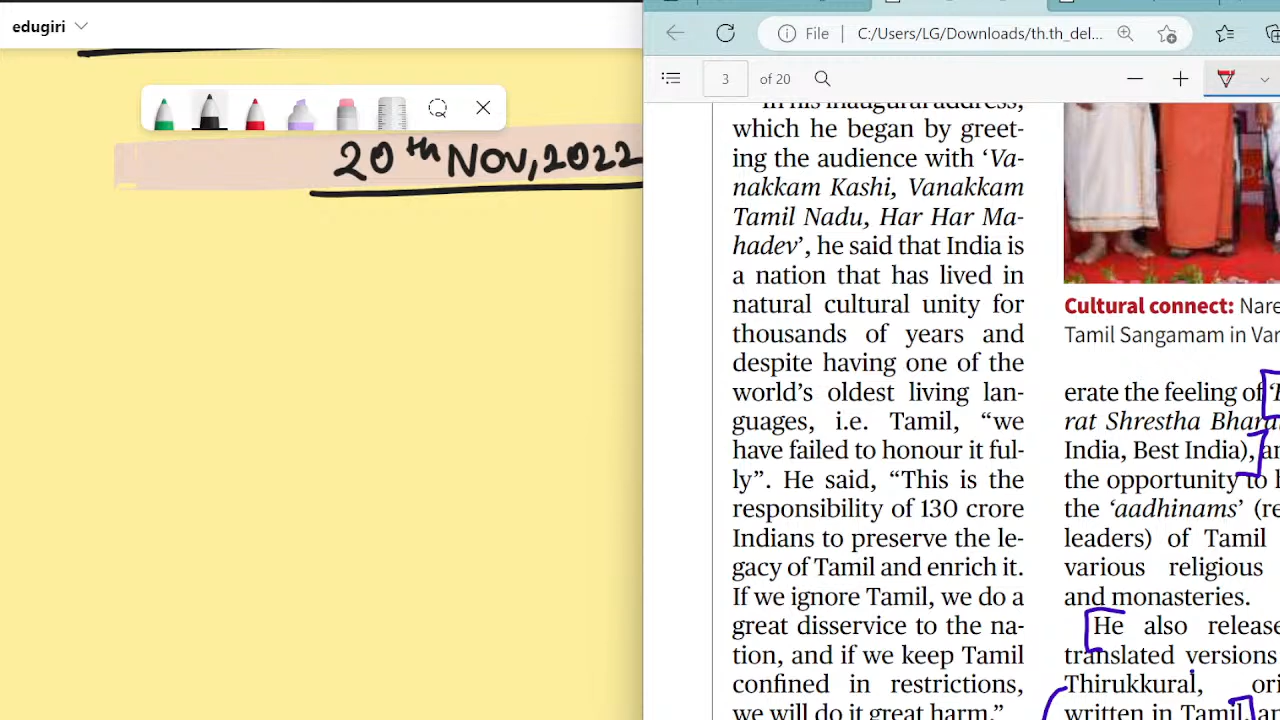 edugiri
20th NOV, 2022
File
C:/Users/LG/Downloads/th.th_del...
3
of 20
In his inaugural address,
which he began by greet-
ing the audience with ‘Va-
nakkam Kashi, Vanakkam
Tamil Nadu, Har Har Ma-
hadev’, he said that India is
a nation that has lived in
natural cultural unity for
thousands of years and
despite having one of the
world’s oldest living lan-
guages, i.e. Tamil, “we
have failed to honour it ful-
ly”. He said, “This is the
responsibility of 130 crore
Indians to preserve the le-
gacy of Tamil and enrich it.
If we ignore Tamil, we do a
great disservice to the na-
tion, and if we keep Tamil
confined in restrictions,
we will do it great harm.”
Cultural connect: Nare
Tamil Sangamam in Var
erate the feeling of
rat Shrestha Bhara
India, Best India), an
the opportunity to
the ‘aadhinams’ (re
leaders) of Tamil
various religious
and monasteries.
He also release
translated versions
Thirukkural, ori
written in Tamil, an